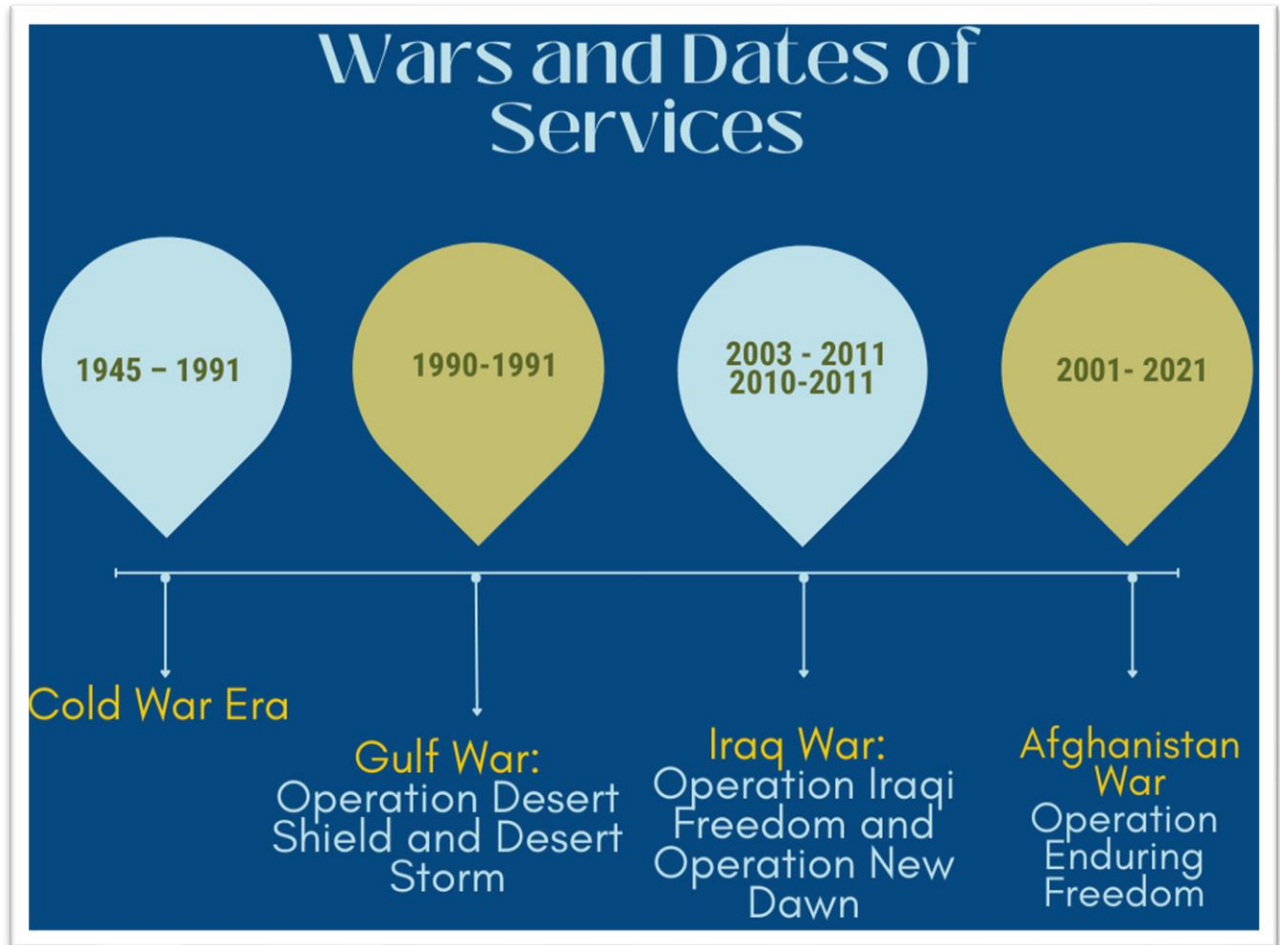 Wars and Dates of
Services
1945 – 1991
1990-1991
2003 - 2011
2010-2011
2001- 2021
Cold War Era
Gulf War:
Operation Desert
Shield and Desert
Storm
Iraq War:
Operation Iraqi
Freedom and
Operation New
Dawn
Afghanistan
War
Operation
Enduring
Freedom